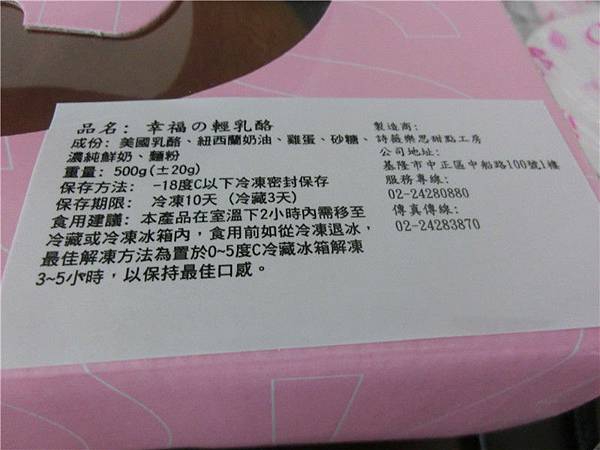 品名: 幸福の輕乳酪
成份: 美國乳酪、紐西蘭奶油、雞蛋、砂糖、
濃純鮮奶、麵粉
重量: 500g(±20g)
保存方法: -18度C以下冷凍密封保存
保存期限: 冷凍10天 (冷藏3天)
食用建議: 本產品在室溫下2小時內需移至
冷藏或冷凍冰箱內，食用前如從冷凍退冰，
最佳解凍方法為置於0~5度C冷藏冰箱解凍
3~5小時，以保持最佳口感。
製造商:
詩薇樂思甜點工房
公司地址:
基隆市中正區中船路100號1樓
服務專線:
02-24280880
傳真傳線:
02-24283870